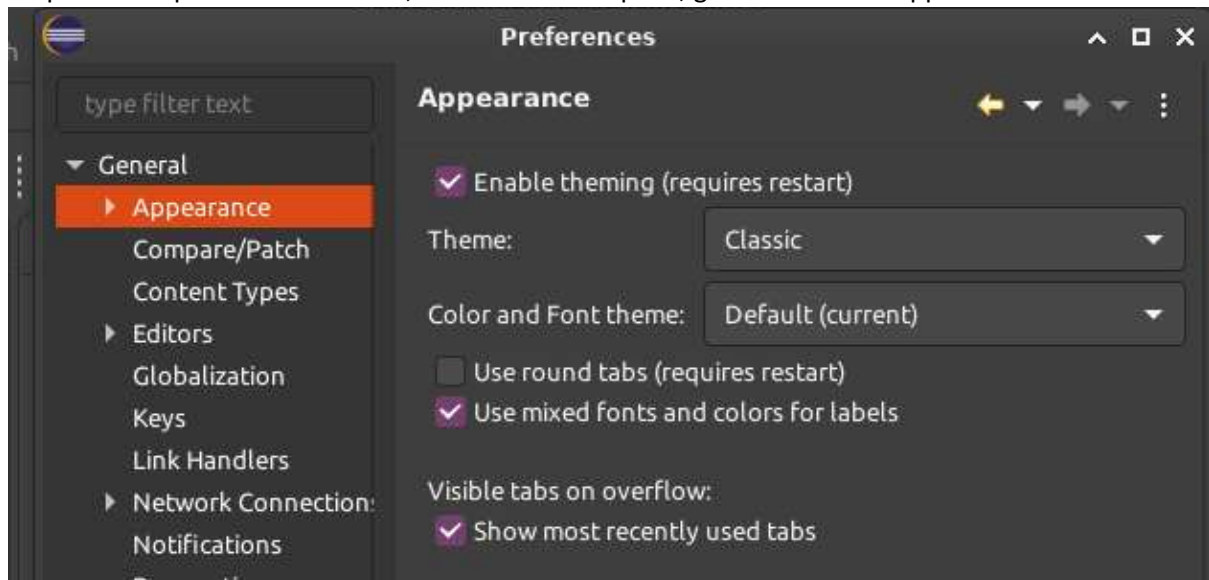 Preferences
type filter text
Appearance
General
Appearance
Compare/Patch
Content Types
Editors
Globalization
Keys
Link Handlers
Network Connection
Notifications
Enable theming (requires restart)
Theme: Classic
Color and Font theme: Default (current)
Use round tabs (requires restart)
Use mixed fonts and colors for labels
Visible tabs on overflow:
Show most recently used tabs